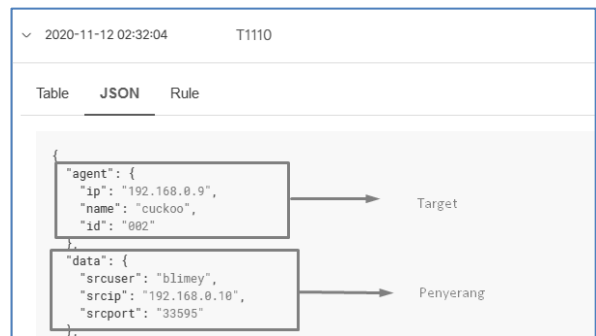 2020-11-12 02:32:04 T1110
Table JSON Rule
{
"agent": {
"ip": "192.168.0.9",
"name": "cuckoo",
"id": "002"
Target
},
"data": {
"srcuser": "blimey",
"srcip": "192.168.0.10",
"srcport": "33595"
Penyerang
},